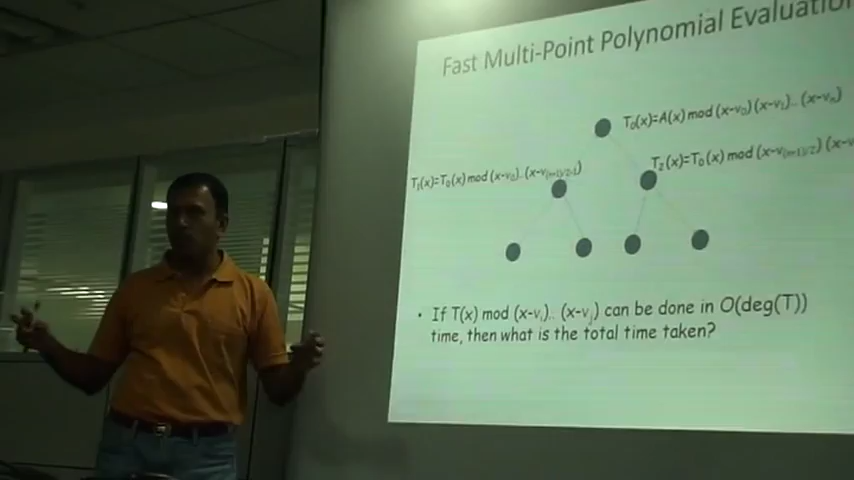 Fast Multi-Point Polynomial Evaluation
T₀(x)=A(x) mod (x-v₀)(x-v₁)..(x-vₙ)
T₁(x)=T₀(x) mod (x-v₀)..(x-v₍ₙ₊₁₎/₂₋₁)
T₂(x)=T₀(x) mod (x-v₍ₙ₊₁₎/₂) (x-v
• If T(x) mod (x-vᵢ).. (x-vⱼ) can be done in O(deg(T))
time, then what is the total time taken?